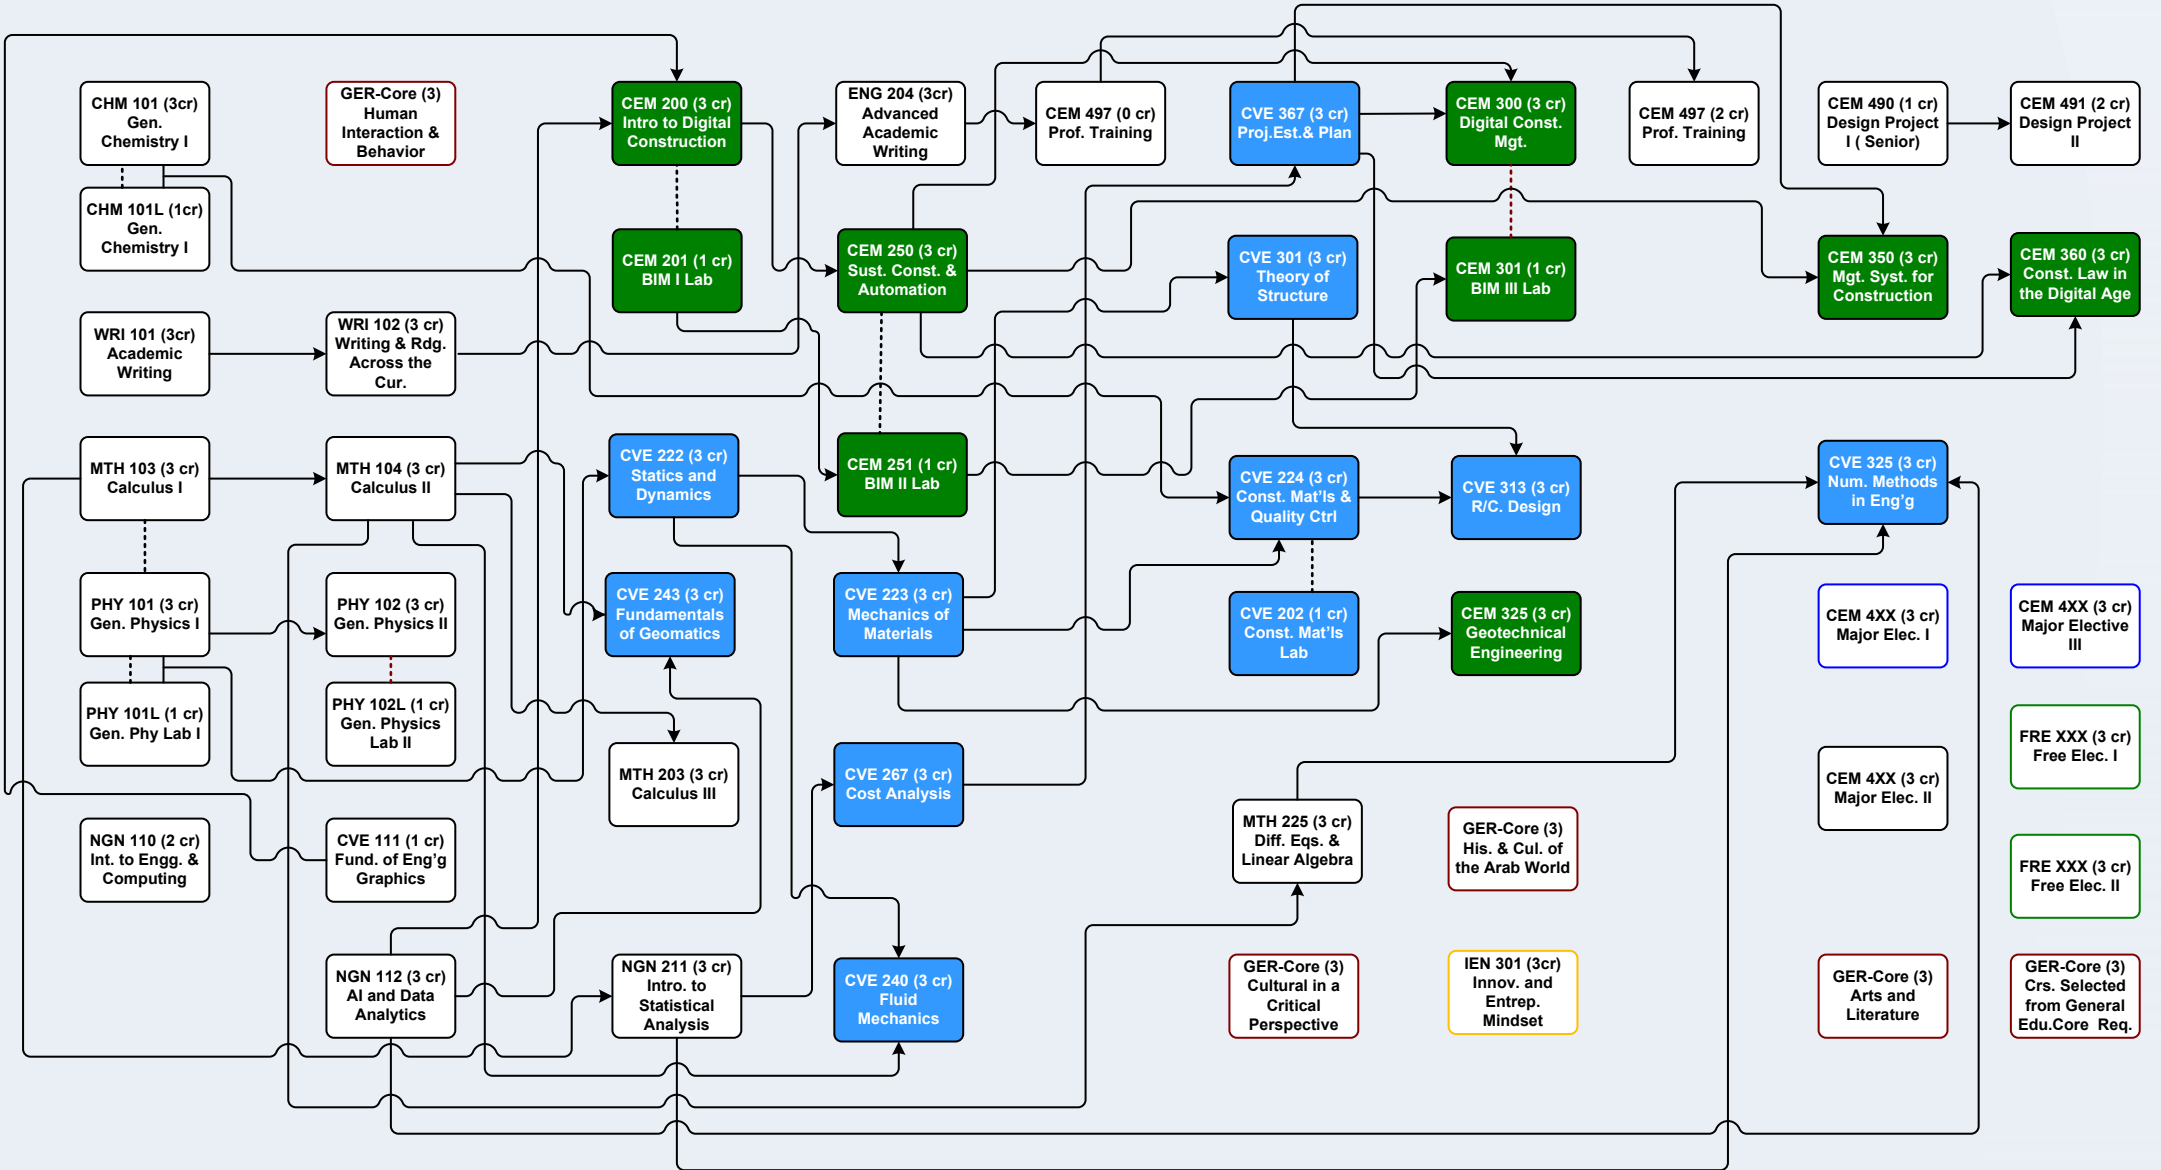 CHM 101 (3cr)
Gen.
Chemistry I
GER-Core (3)
Human
Interaction &
Behavior
CEM 200 (3 cr)
Intro to Digital
Construction
ENG 204 (3cr)
Advanced
Academic
Writing
CEM 497 (0 cr)
Prof. Training
CVE 367 (3 cr)
Proj.Est.& Plan
CEM 300 (3 cr)
Digital Const.
Mgt.
CEM 497 (2 cr)
Prof. Training
CEM 490 (1 cr)
Design Project
I ( Senior)
CEM 491 (2 cr)
Design Project
II
CHM 101L (1cr)
Gen.
Chemistry I
CEM 201 (1 cr)
BIM I Lab
CEM 250 (3 cr)
Sust. Const. &
Automation
CVE 301 (3 cr)
Theory of
Structure
CEM 301 (1 cr)
BIM III Lab
CEM 350 (3 cr)
Mgt. Syst. for
Construction
CEM 360 (3 cr)
Const. Law in
the Digital Age
WRI 101 (3cr)
Academic
Writing
WRI 102 (3 cr)
Writing & Rdg.
Across the
Cur.
MTH 103 (3 cr)
Calculus I
MTH 104 (3 cr)
Calculus II
CVE 222 (3 cr)
Statics and
Dynamics
CEM 251 (1 cr)
BIM II Lab
CVE 224 (3 cr)
Const. Mat'ls &
Quality Ctrl
CVE 313 (3 cr)
R/C. Design
CVE 325 (3 cr)
Num. Methods
in Eng'g
PHY 101 (3 cr)
Gen. Physics I
PHY 102 (3 cr)
Gen. Physics II
CVE 243 (3 cr)
Fundamentals
of Geomatics
CVE 223 (3 cr)
Mechanics of
Materials
CVE 202 (1 cr)
Const. Mat'ls
Lab
CEM 325 (3 cr)
Geotechnical
Engineering
CEM 4XX (3 cr)
Major Elec. I
CEM 4XX (3 cr)
Major Elective
III
PHY 101L (1 cr)
Gen. Phy Lab I
PHY 102L (1 cr)
Gen. Physics
Lab II
MTH 203 (3 cr)
Calculus III
CVE 267 (3 cr)
Cost Analysis
CEM 4XX (3 cr)
Major Elec. II
FRE XXX (3 cr)
Free Elec. I
NGN 110 (2 cr)
Int. to Engg. &
Computing
CVE 111 (1 cr)
Fund. of Eng'g
Graphics
MTH 225 (3 cr)
Diff. Eqs. &
Linear Algebra
GER-Core (3)
His. & Cul. of
the Arab World
FRE XXX (3 cr)
Free Elec. II
NGN 112 (3 cr)
AI and Data
Analytics
NGN 211 (3 cr)
Intro. to
Statistical
Analysis
CVE 240 (3 cr)
Fluid
Mechanics
GER-Core (3)
Cultural in a
Critical
Perspective
IEN 301 (3cr)
Innov. and
Entrep.
Mindset
GER-Core (3)
Arts and
Literature
GER-Core (3)
Crs. Selected
from General
Edu.Core  Req.